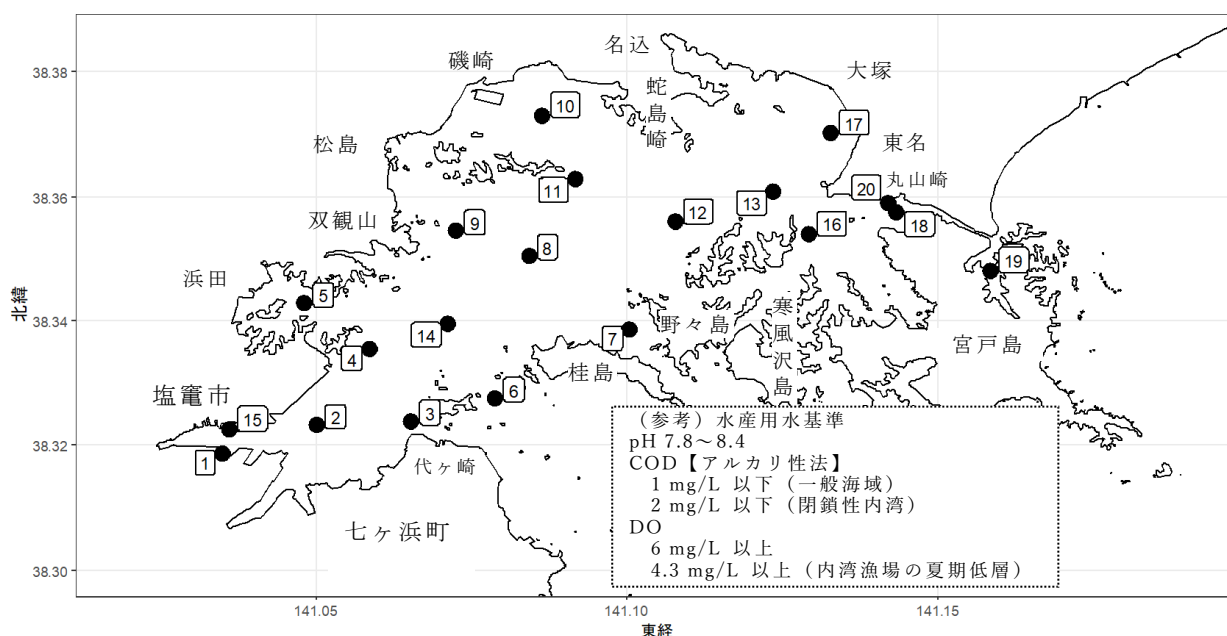 名込
磯崎
大塚
38.38
蛇島崎
10
17
松島
東名
11
13
20
丸山崎
38.36
双観山
9
12
16
18
8
浜田
19
5
寒風沢島
北緯
38.34
14
7
野々島
宮戸島
4
桂島
塩竈市
6
15
2
3
38.32
1
代ヶ崎
七ヶ浜町
（参考）水産用水基準
pH 7.8～8.4
COD【アルカリ性法】
1 mg/L 以下（一般海域）
2 mg/L 以下（閉鎖性内湾）
DO
6 mg/L 以上
4.3 mg/L 以上（内湾漁場の夏期低層）
38.30
141.05
141.10
141.15
東経